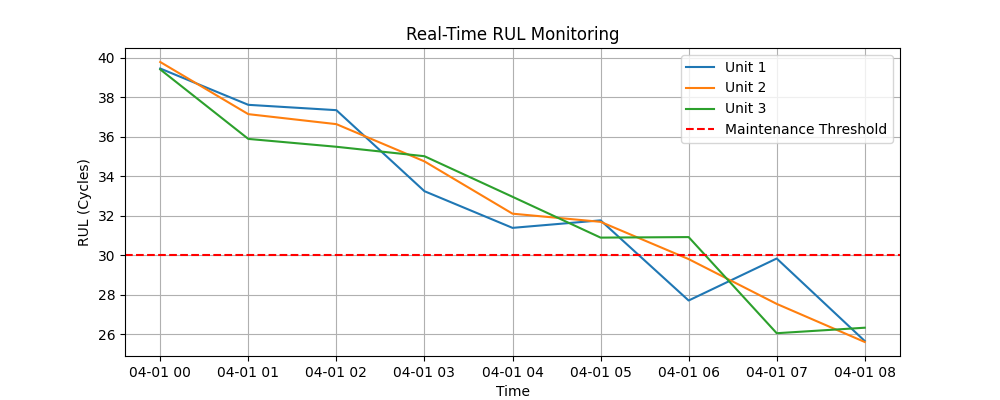 Real-Time RUL Monitoring
RUL (Cycles)
40
38
36
34
32
30
28
26
Unit 1
Unit 2
Unit 3
Maintenance Threshold
04-01 00
04-01 01
04-01 02
04-01 03
04-01 04
04-01 05
04-01 06
04-01 07
04-01 08
Time